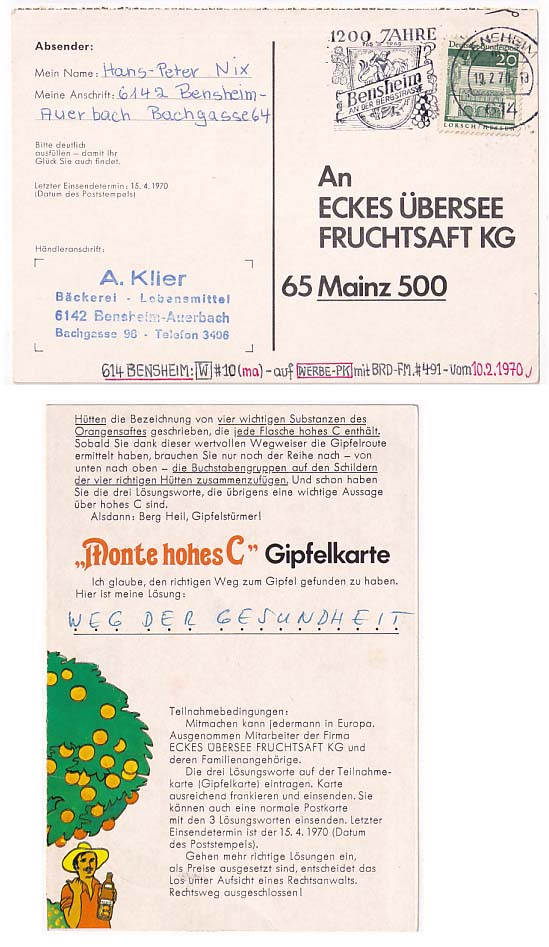 Absender:
Mein Name: Hans-Peter Nix
Meine Anschrift: 6142 Bensheim-
Auerbach Bachgasse 64
Bitte deutlich
ausfüllen – damit Ihr
Glück Sie auch findet.
Letzter Einsendetermin: 15. 4. 1970
(Datum des Poststempels)
Händleranschrift:
A. Klier
Bäckerei - Lebensmittel
6142 Bensheim-Auerbach
Bachgasse 96 - Telefon 3406
1200 JAHRE
765 1965
Bensheim
AN DER BERGSTRASSE
BENSHEIM
10.2.70
614
Deutsche Bundespost
20
LORSCH/HESSEN
An
ECKES ÜBERSEE
FRUCHTSAFT KG
65 Mainz 500
614 BENSHEIM: W #10 (ma) - auf WERBE-PK mit BRD-FM. #491 - vom 10.2.1970
Hütten die Bezeichnung von vier wichtigen Substanzen des
Orangensaftes geschrieben, die jede Flasche hohes C enthält.
Sobald Sie dank dieser wertvollen Wegweiser die Gipfelroute
ermittelt haben, brauchen Sie nur noch der Reihe nach – von
unten nach oben – die Buchstabengruppen auf den Schildern
der vier richtigen Hütten zusammenzufügen. Und schon haben
Sie die drei Lösungsworte, die übrigens eine wichtige Aussage
über hohes C sind.
Alsdann: Berg Heil, Gipfelstürmer!
„Monte hohes C" Gipfelkarte
Ich glaube, den richtigen Weg zum Gipfel gefunden zu haben.
Hier ist meine Lösung:
WEG DER GESUNDHEIT
Teilnahmebedingungen:
Mitmachen kann jedermann in Europa.
Ausgenommen Mitarbeiter der Firma
ECKES ÜBERSEE FRUCHTSAFT KG und
deren Familienangehörige.
Die drei Lösungsworte auf der Teilnahme-
karte (Gipfelkarte) eintragen. Karte
ausreichend frankieren und einsenden. Sie
können auch eine normale Postkarte
mit den 3 Lösungsworten einsenden. Letzter
Einsendetermin ist der 15. 4. 1970 (Datum
des Poststempels).
Gehen mehr richtige Lösungen ein,
als Preise ausgesetzt sind, entscheidet das
Los unter Aufsicht eines Rechtsanwalts.
Rechtsweg ausgeschlossen!